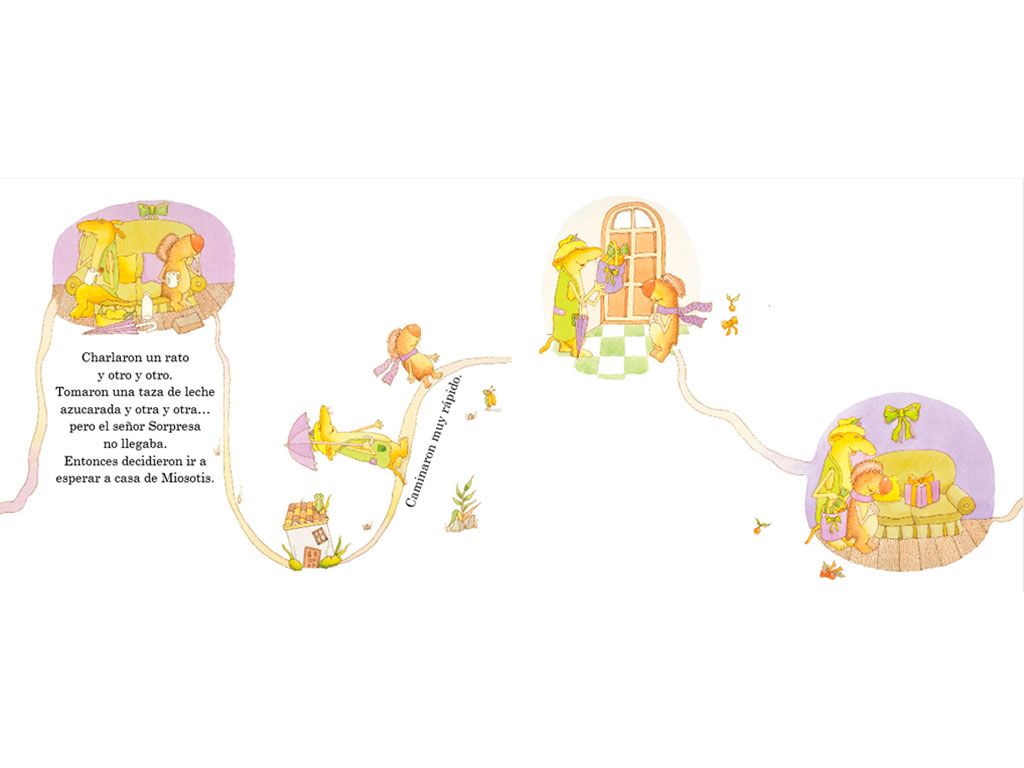 Charlaron un rato
y otro y otro.
Tomaron una taza de leche
azucarada y otra y otra...
pero el señor Sorpresa
no llegaba.
Entonces decidieron ir a
esperar a casa de Miosotis.
Caminaron muy rápido.